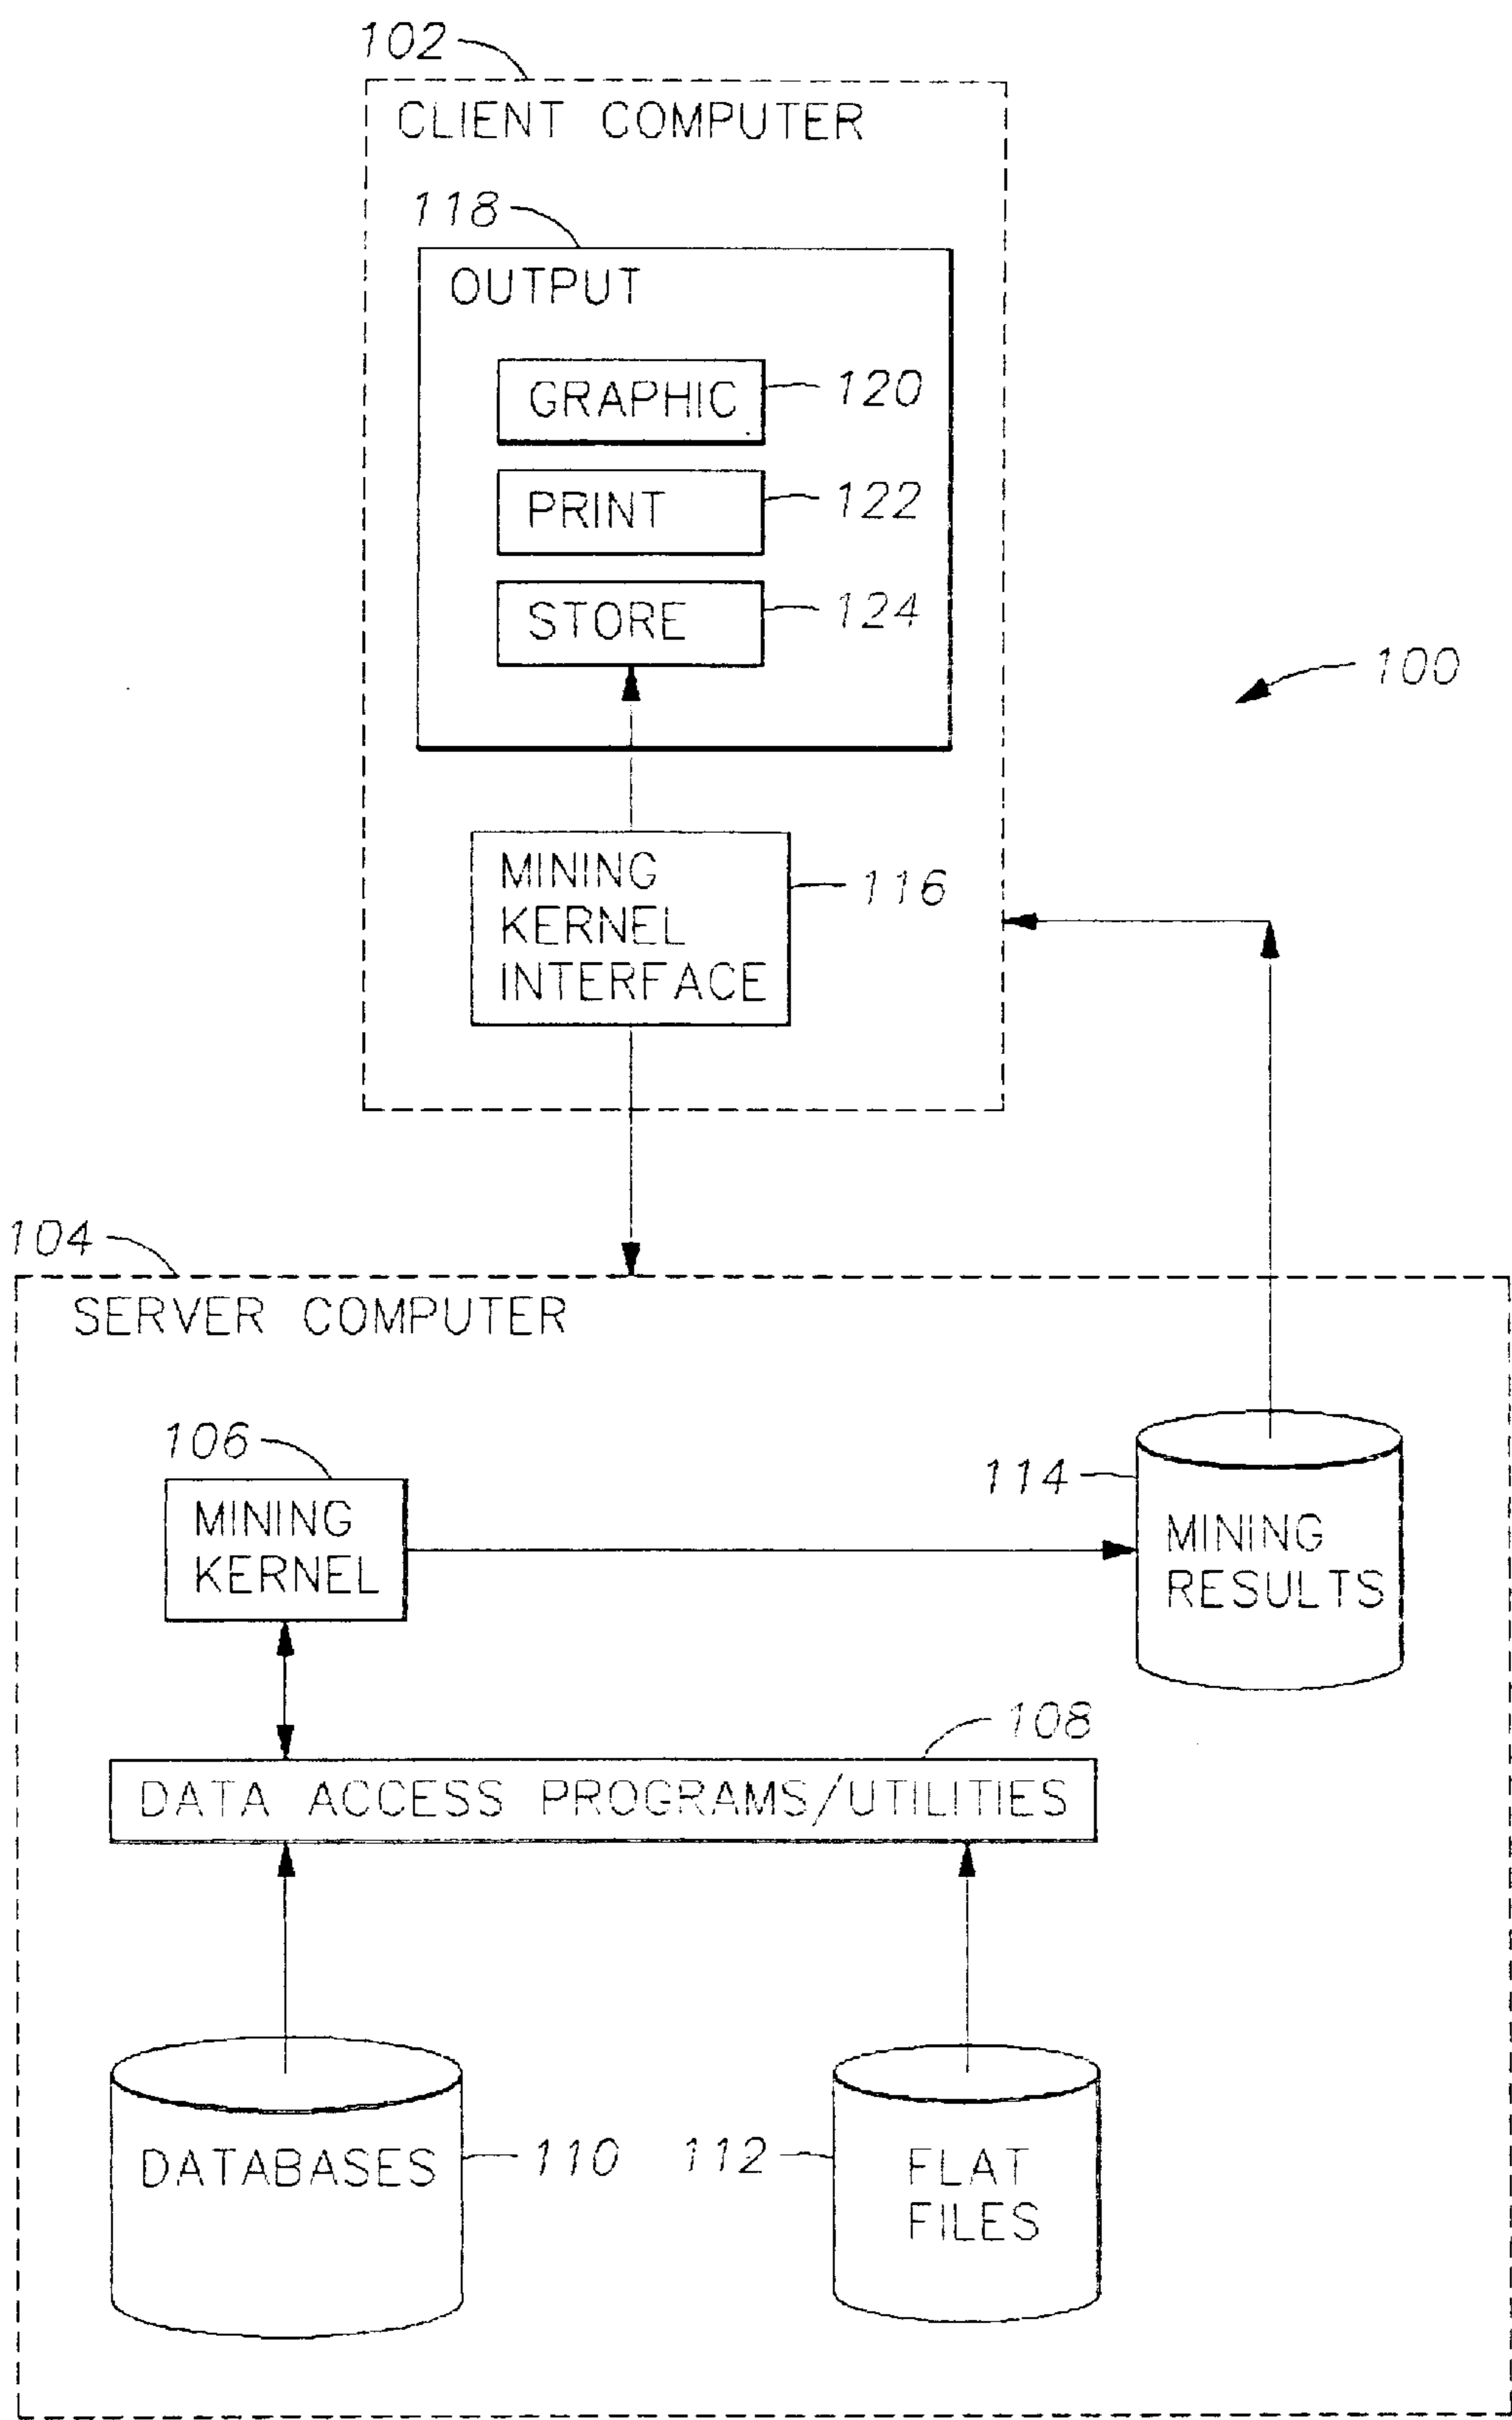 102
CLIENT COMPUTER
118
OUTPUT
GRAPHIC
120
PRINT
122
STORE
124
100
MINING
KERNEL
INTERFACE
116
104
SERVER COMPUTER
106
MINING
KERNEL
114
MINING
RESULTS
108
DATA ACCESS PROGRAMS/UTILITIES
DATABASES
110
112
FLAT
FILES